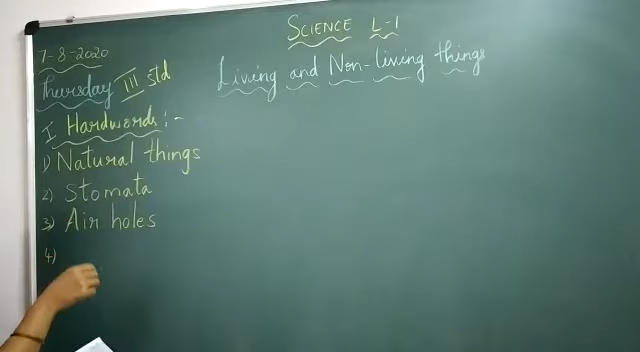 SCIENCE L-1
7-8-2020
Thursday III std
Living and Non-living things
I Hardwords :-
1) Natural things
2) Stomata
3) Air holes
4)